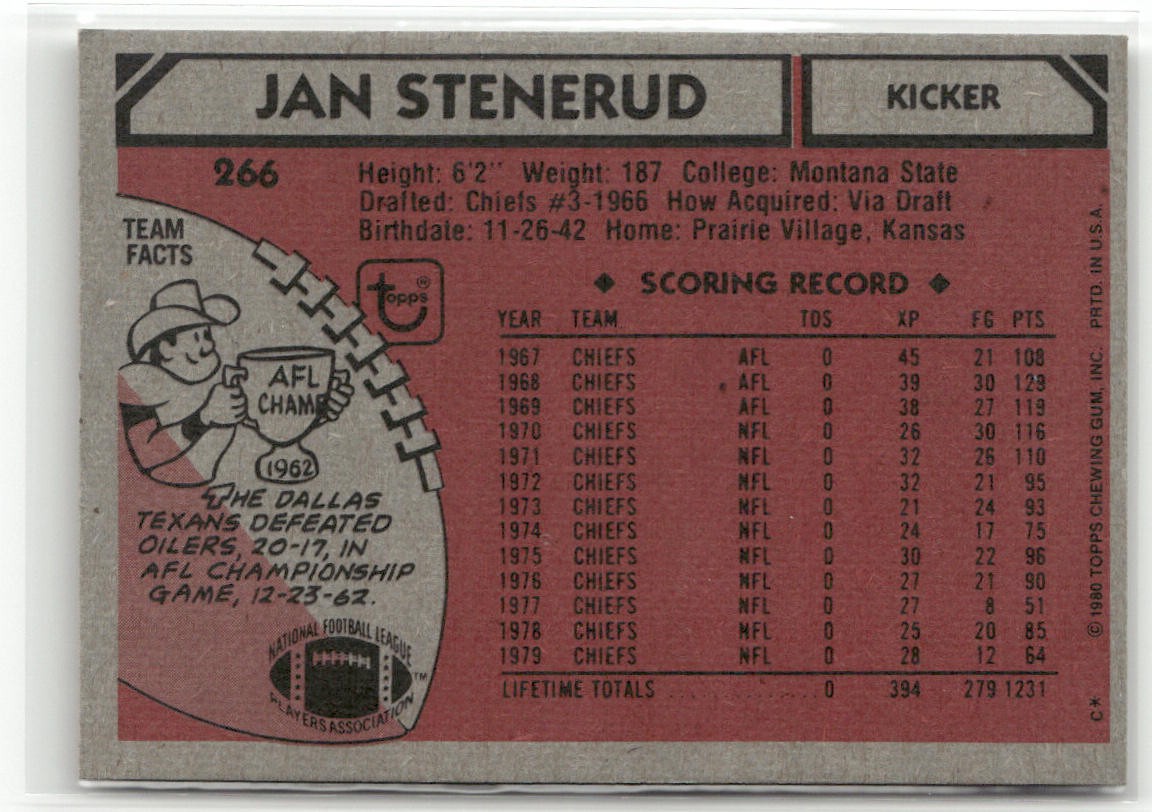 JAN STENERUD
KICKER
266
Height: 6'2" Weight: 187 College: Montana State
Drafted: Chiefs #3-1966 How Acquired: Via Draft
Birthdate: 11-26-42 Home: Prairie Village, Kansas
TEAM
FACTS
AFL
CHAMP
1962
THE DALLAS
TEXANS DEFEATED
OILERS, 20-17, IN
AFL CHAMPIONSHIP
GAME, 12-23-62.
NATIONAL FOOTBALL LEAGUE
PLAYERS ASSOCIATION ™
topps ®
◆ SCORING RECORD ◆
YEAR TEAM TDS XP FG PTS
1967 CHIEFS AFL 0 45 21 108
1968 CHIEFS AFL 0 39 30 129
1969 CHIEFS AFL 0 38 27 119
1970 CHIEFS NFL 0 26 30 116
1971 CHIEFS NFL 0 32 26 110
1972 CHIEFS NFL 0 32 21 95
1973 CHIEFS NFL 0 21 24 93
1974 CHIEFS NFL 0 24 17 75
1975 CHIEFS NFL 0 30 22 96
1976 CHIEFS NFL 0 27 21 90
1977 CHIEFS NFL 0 27 8 51
1978 CHIEFS NFL 0 25 20 85
1979 CHIEFS NFL 0 28 12 64
LIFETIME TOTALS ............... 0 394 279 1231
C* © 1980 TOPPS CHEWING GUM, INC. PRTD. IN U.S.A.